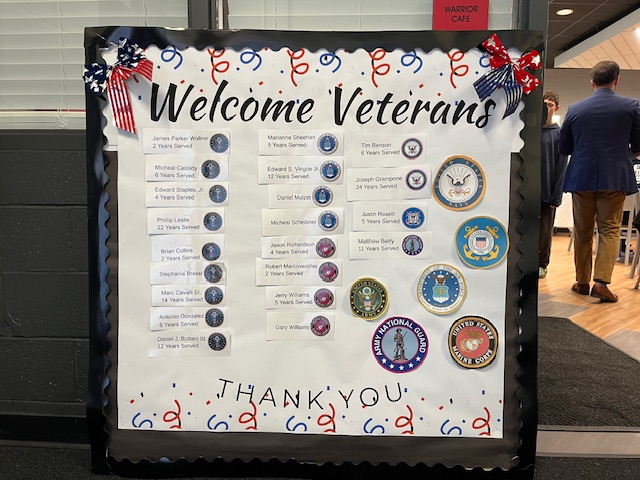 WARRIOR
CAFE
Welcome Veterans
James Parker Wollner
2 Years Served
Micheal Cassidy
6 Years Served
Edward Staples, Jr.
4 Years Served
Phillip Leslie
22 Years Served
Brian Collins
2 Years Served
Stephanie Bressi
Marc Cavalli Sr.
14 Years Served
Antonio Gonzalez
6 Years Served
Daniel J. Buttard III
12 Years Served
Marianne Sheehan
5 Years Served
Edward S. Vingoe Jr
12 Years Served
Daniel Mulzet
Micheal Scheibner
Jason Richardson
4 Years Served
Robert Marcovecchio
2 Years Served
Jerry Williams
5 Years Served
Gary Williams
Tim Benson
6 Years Served
Joseph Grampone
24 Years Served
Justin Rosell
5 Years Served
Matthew Berry
11 Years Served
ARMY NATIONAL GUARD
UNITED STATES
MARINE CORPS
THANK YOU